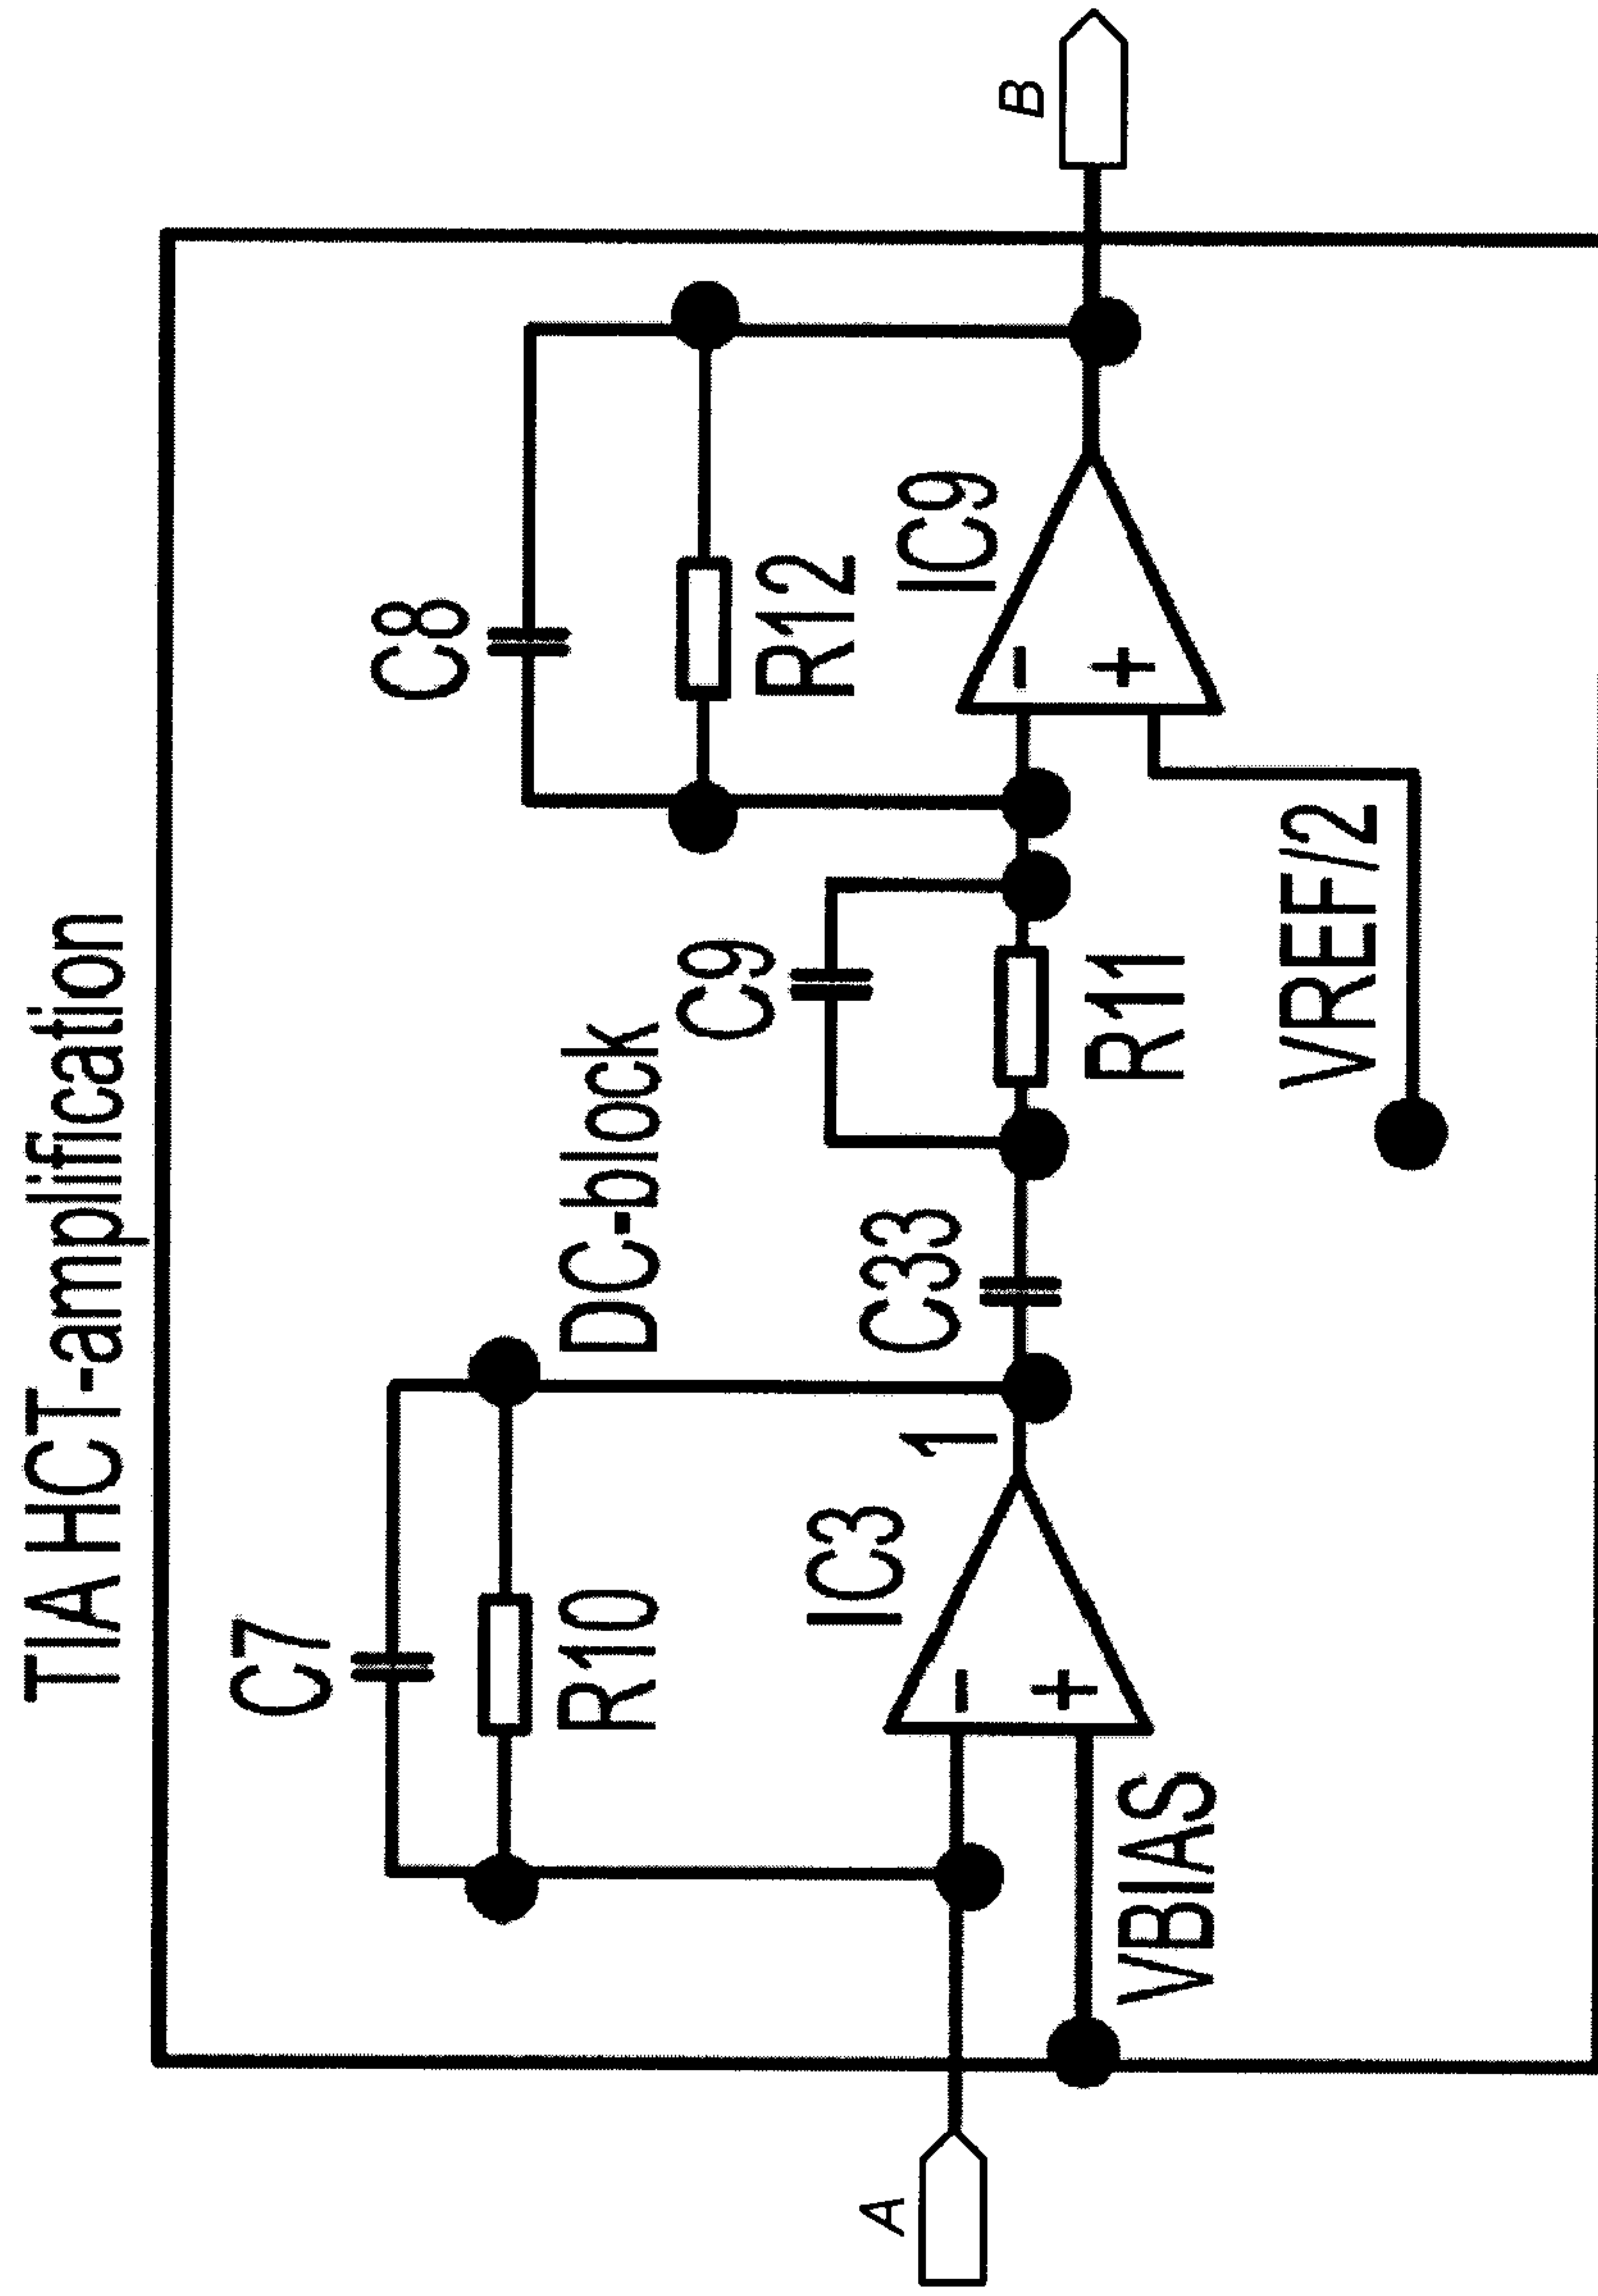 TIA HCT-amplification
C7
R10
DC-block
C8
R12
C9
IC3
1
C33
R11
IC9
-
+
-
+
VBIAS
VREF/2
A
B